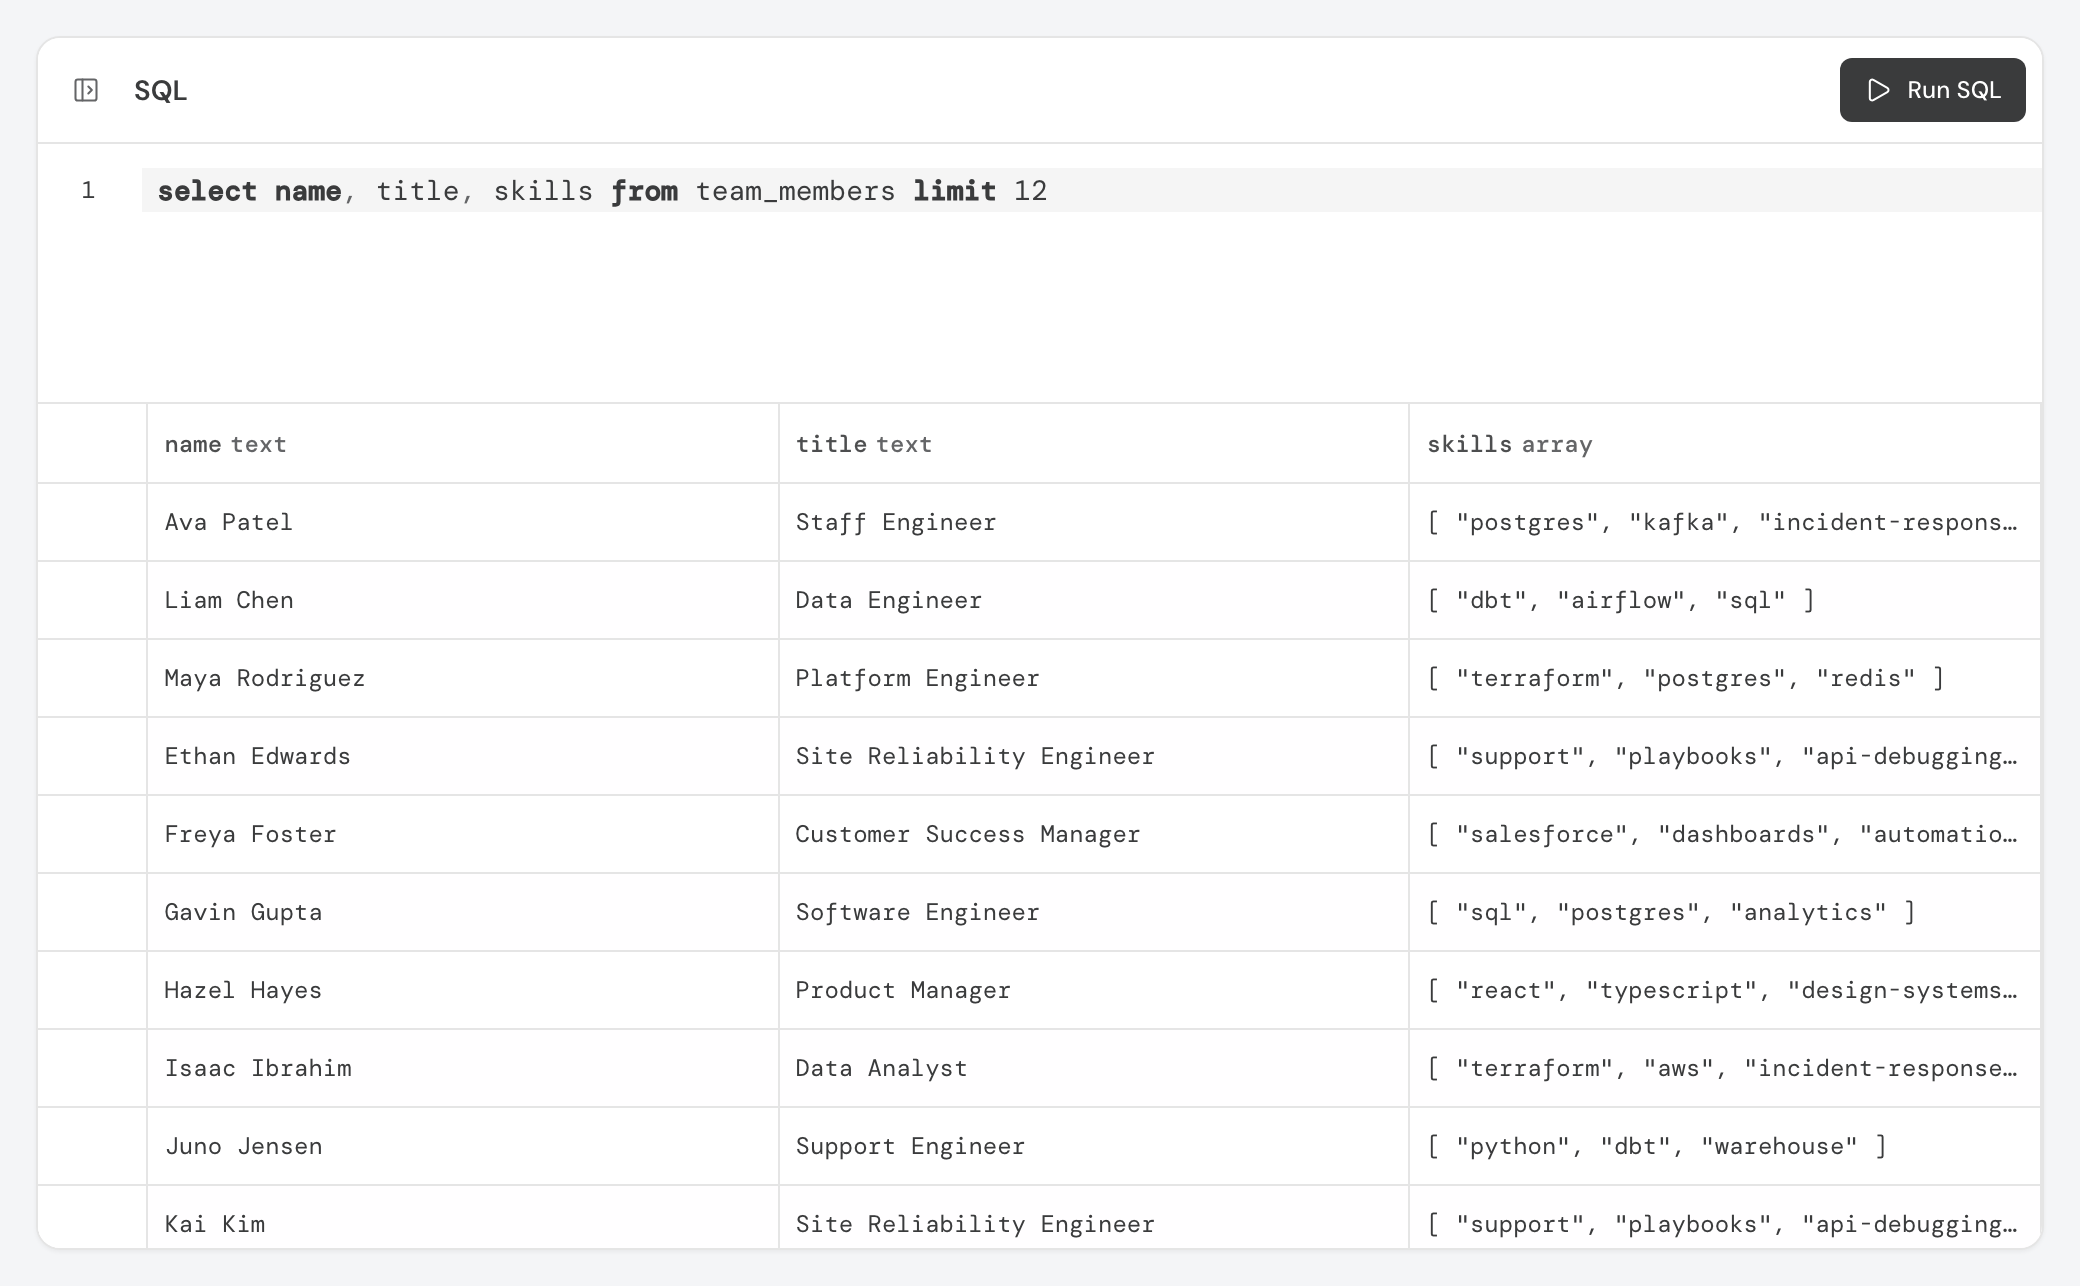 SQL
Run SQL
1 select name, title, skills from team_members limit 12
name text title text skills array
Ava Patel Staff Engineer [ "postgres", "kafka", "incident-respons…
Liam Chen Data Engineer [ "dbt", "airflow", "sql" ]
Maya Rodriguez Platform Engineer [ "terraform", "postgres", "redis" ]
Ethan Edwards Site Reliability Engineer [ "support", "playbooks", "api-debugging…
Freya Foster Customer Success Manager [ "salesforce", "dashboards", "automatio…
Gavin Gupta Software Engineer [ "sql", "postgres", "analytics" ]
Hazel Hayes Product Manager [ "react", "typescript", "design-systems…
Isaac Ibrahim Data Analyst [ "terraform", "aws", "incident-response…
Juno Jensen Support Engineer [ "python", "dbt", "warehouse" ]
Kai Kim Site Reliability Engineer [ "support", "playbooks", "api-debugging…